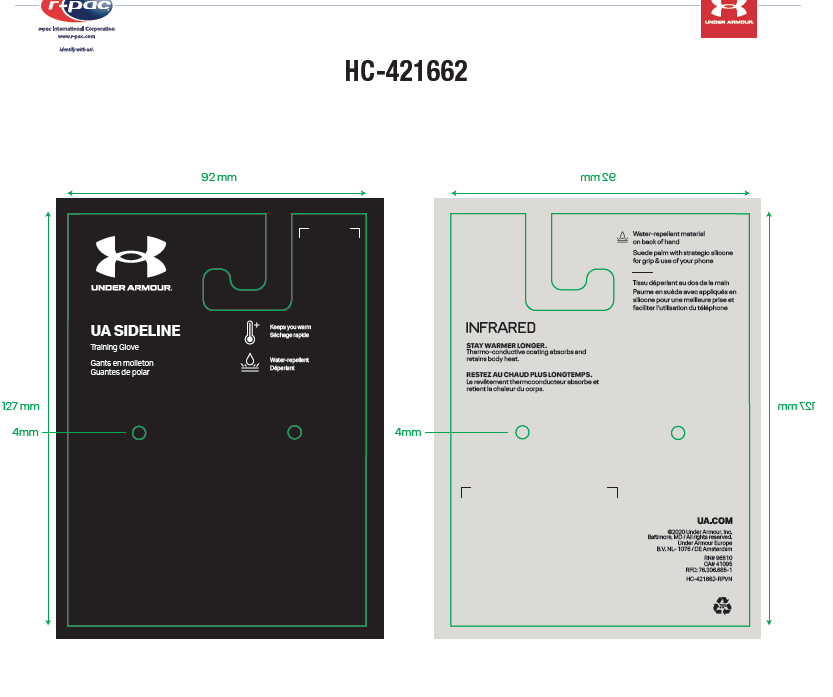 r-pac
r-pac International Corporation
www.r-pac.com
identify with us!.
UNDER ARMOUR.
HC-421662
92 mm
92 mm
UNDER ARMOUR.
UA SIDELINE
Training Glove
Gants en molleton
Guantes de polar
Keeps you warm
Séchage rapide
Water-repellent
Déperlant
127 mm
4mm
Water-repellent material
on back of hand
Suede palm with strategic silicone
for grip & use of your phone
Tissu déperlant au dos de la main
Paume en suède avec appliqués en
silicone pour une meilleure prise et
faciliter l'utilisation du téléphone
INFRARED
STAY WARMER LONGER.
Thermo-conductive coating absorbs and
retains body heat.
RESTEZ AU CHAUD PLUS LONGTEMPS.
Le revêtement thermoconducteur absorbe et
retient la chaleur du corps.
127 mm
4mm
UA.COM
©2020 Under Armour, Inc.
Baltimore, MD / All rights reserved.
Under Armour Europe
B.V. NL- 1076 / DE Amsterdam
RN# 96510
CA# 41095
RFC: 76.306.685-1
HC-421662-RPVN